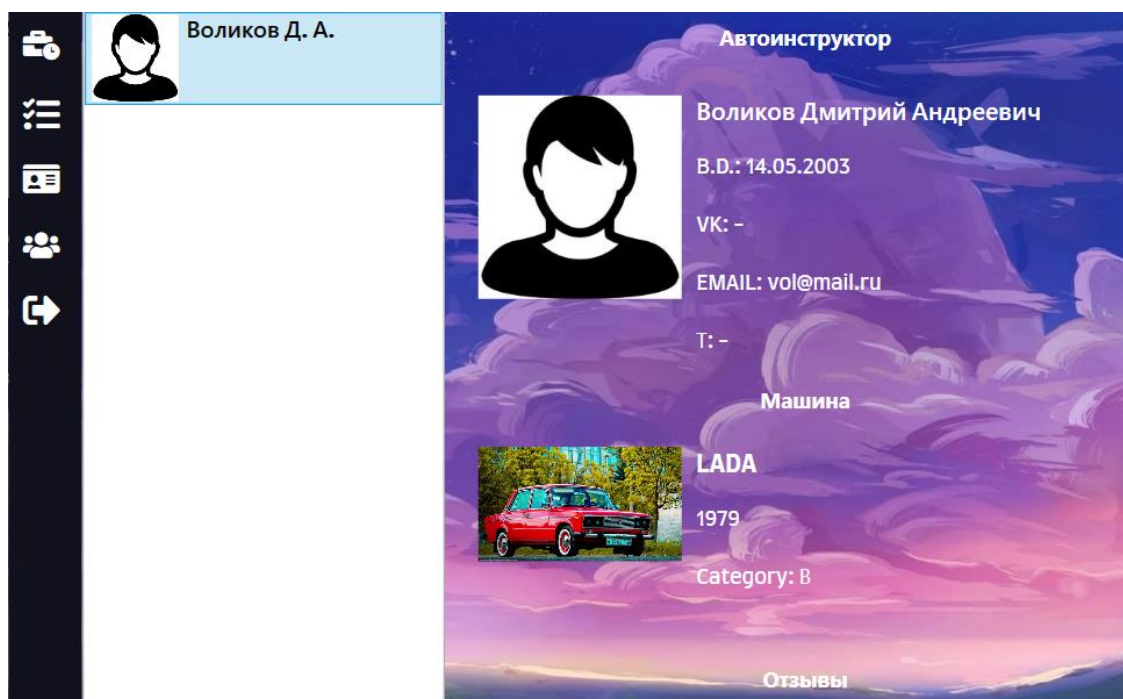 Воликов Д. А.
Автоинструктор
Воликов Дмитрий Андреевич
B.D.: 14.05.2003
VK: -
EMAIL: vol@mail.ru
T: -
Машина
LADA
1979
Category: B
Отзывы